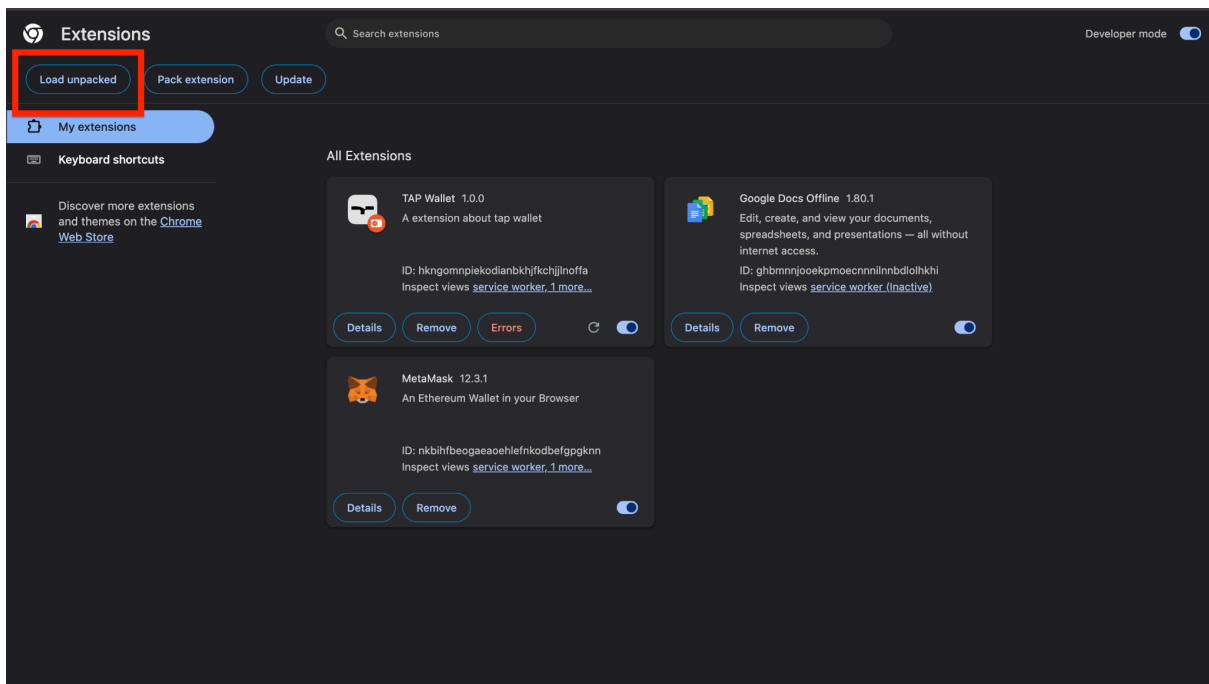 Extensions
Search extensions
Developer mode
Load unpacked
Pack extension
Update
My extensions
Keyboard shortcuts
Discover more extensions
and themes on the Chrome
Web Store
All Extensions
TAP Wallet 1.0.0
A extension about tap wallet
ID: hkngomnpiekodianbkhjfkchjjlnoffa
Inspect views service worker, 1 more...
Details
Remove
Errors
Google Docs Offline 1.80.1
Edit, create, and view your documents,
spreadsheets, and presentations — all without
internet access.
ID: ghbmnnjooekpmoecnnnilnnbdlolhkhi
Inspect views service worker (Inactive)
Details
Remove
MetaMask 12.3.1
An Ethereum Wallet in your Browser
ID: nkbihfbeogaeaoehlefnkodbefgpgknn
Inspect views service worker, 1 more...
Details
Remove